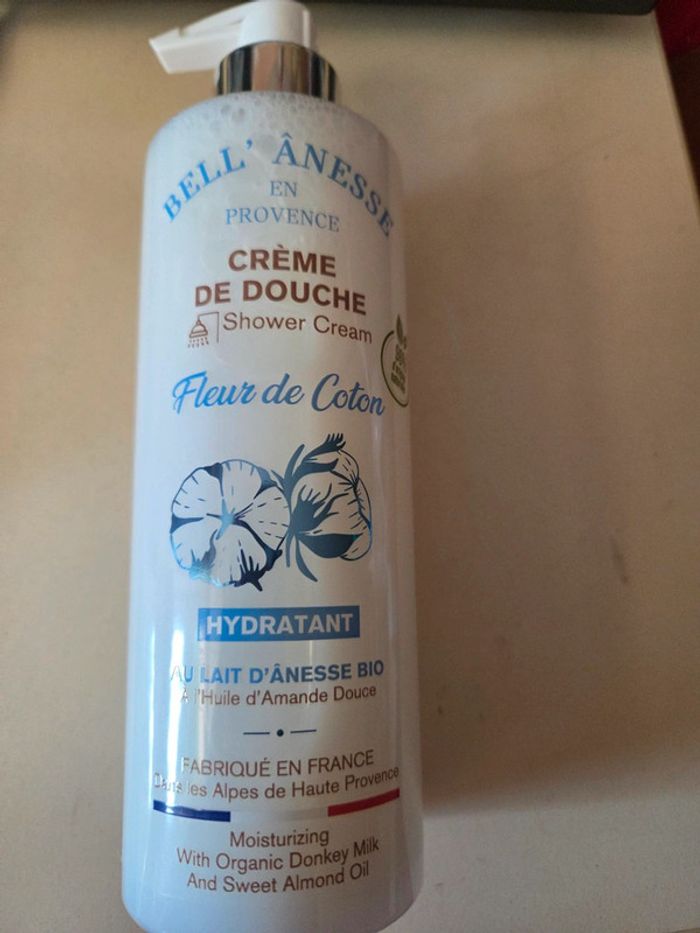 BELL' ÂNESSE
EN
PROVENCE
CRÈME
DE DOUCHE
Shower Cream
Fleur de Coton
HYDRATANT
AU LAIT D'ÂNESSE BIO
À l'Huile d'Amande Douce
FABRIQUÉ EN FRANCE
Dans les Alpes de Haute Provence
Moisturizing
With Organic Donkey Milk
And Sweet Almond Oil